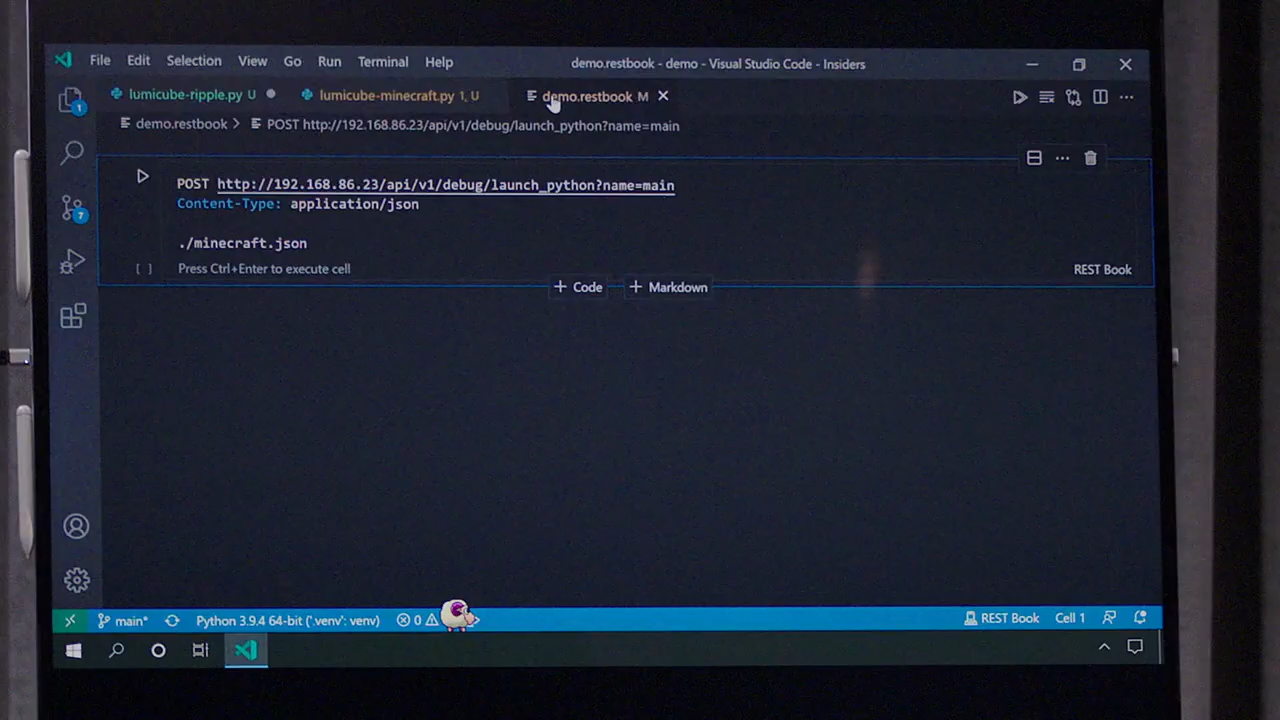 File Edit Selection View Go Run Terminal Help demo.restbook - demo - Visual Studio Code - Insiders
lumicube-ripple.py U lumicube-minecraft.py 1, U demo.restbook M
demo.restbook > POST http://192.168.86.23/api/v1/debug/launch_python?name=main
POST http://192.168.86.23/api/v1/debug/launch_python?name=main
Content-Type: application/json
./minecraft.json
[ ] Press Ctrl+Enter to execute cell REST Book
+ Code + Markdown
1
7
main* Python 3.9.4 64-bit ('.venv': venv) 0 REST Book Cell 1